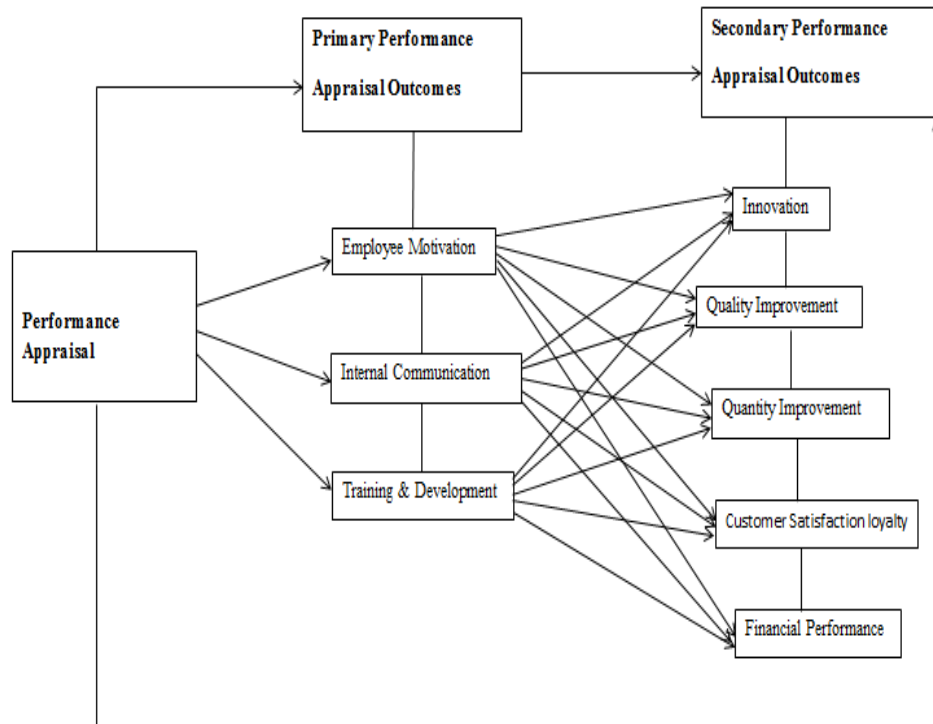 Primary Performance
Appraisal Outcomes
Secondary Performance
Appraisal Outcomes
Performance
Appraisal
Employee Motivation
Internal Communication
Training & Development
Innovation
Quality Improvement
Quantity Improvement
Customer Satisfaction loyalty
Financial Performance